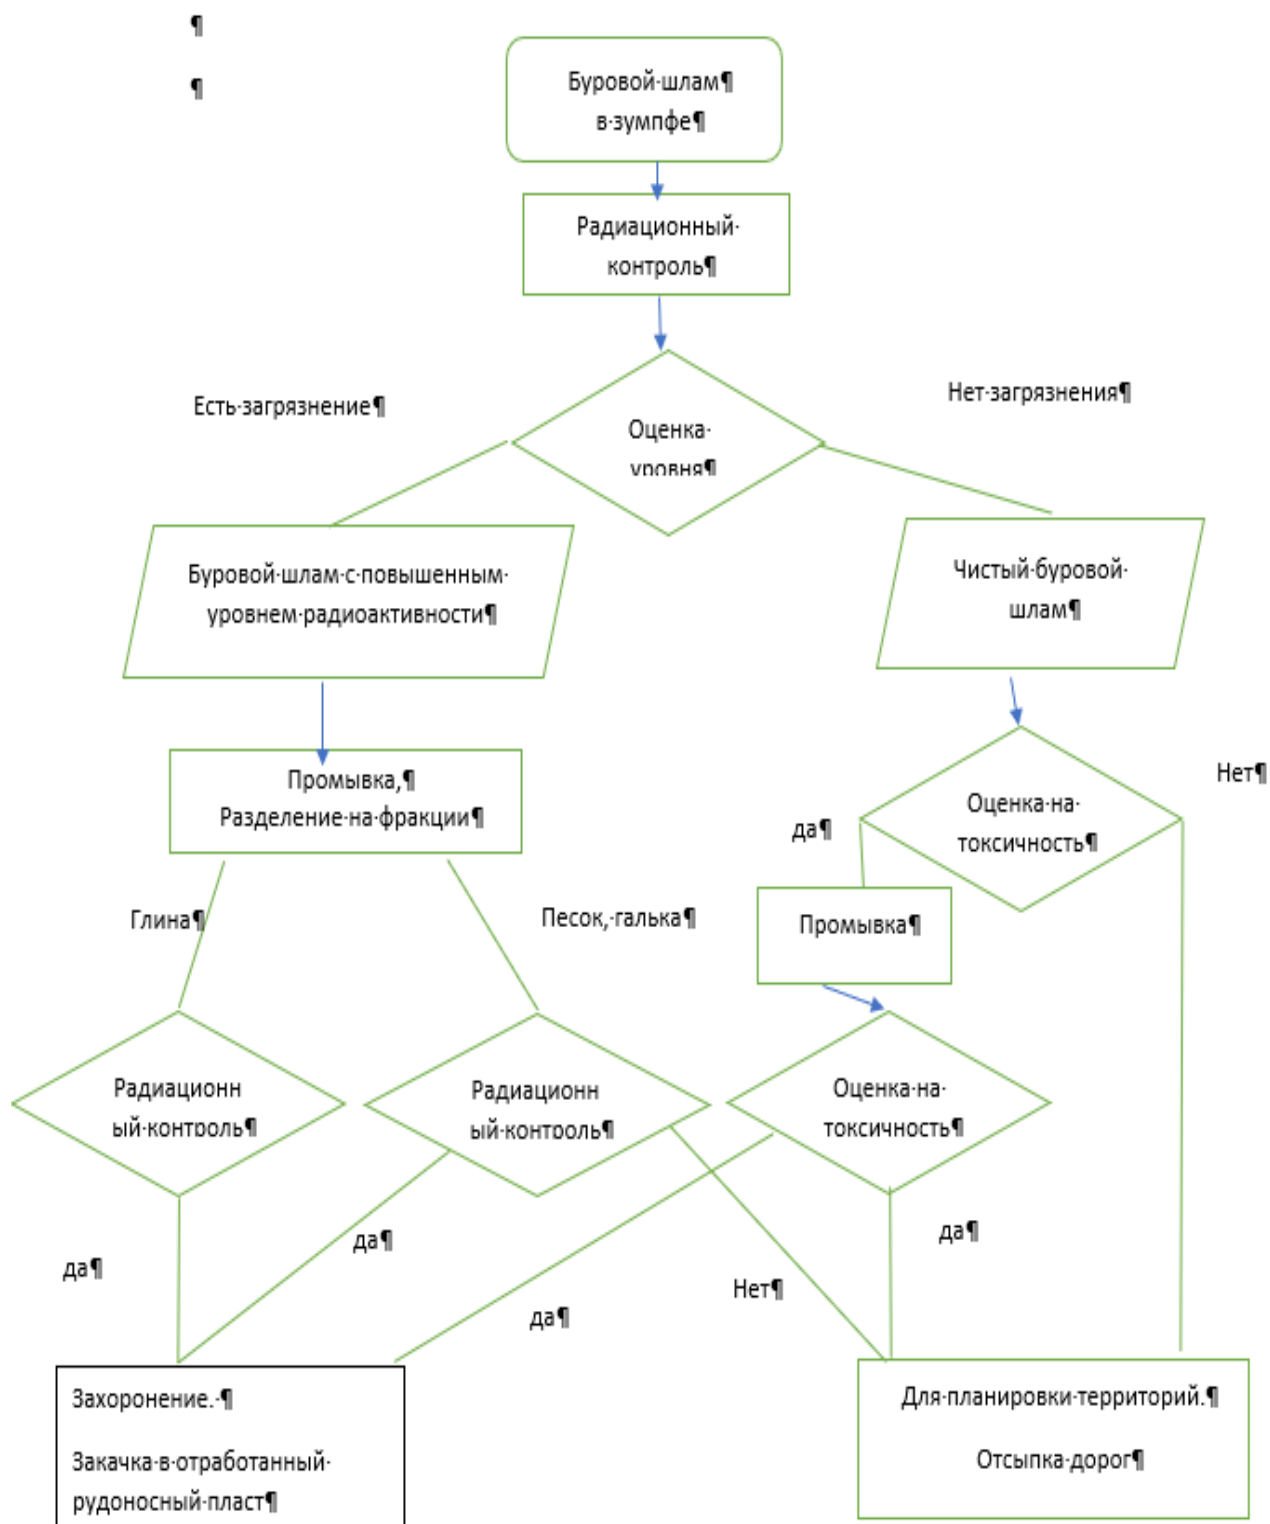 ¶
¶
Буровой·шлам¶
в·зумпфе¶
Радиационный·
контроль¶
Есть·загрязнение¶
Нет·загрязнения¶
Оценка·
уровня¶
Буровой·шлам·с·повышенным·
уровнем·радиоактивности¶
Чистый·буровой·
шлам¶
Промывка,¶
Разделение·на·фракции¶
Нет¶
Оценка·на·
токсичность¶
да¶
Глина¶
Песок,·галька¶
Промывка¶
Радиационн
ый·контроль¶
Радиационн
ый·контроль¶
Оценка·на·
токсичность¶
да¶
да¶
да¶
Нет¶
да¶
Захоронение.·¶
Закачка·в·отработанный·
рудоносный·пласт¶
Для·планировки·территорий.¶
Отсыпка·дорог¶